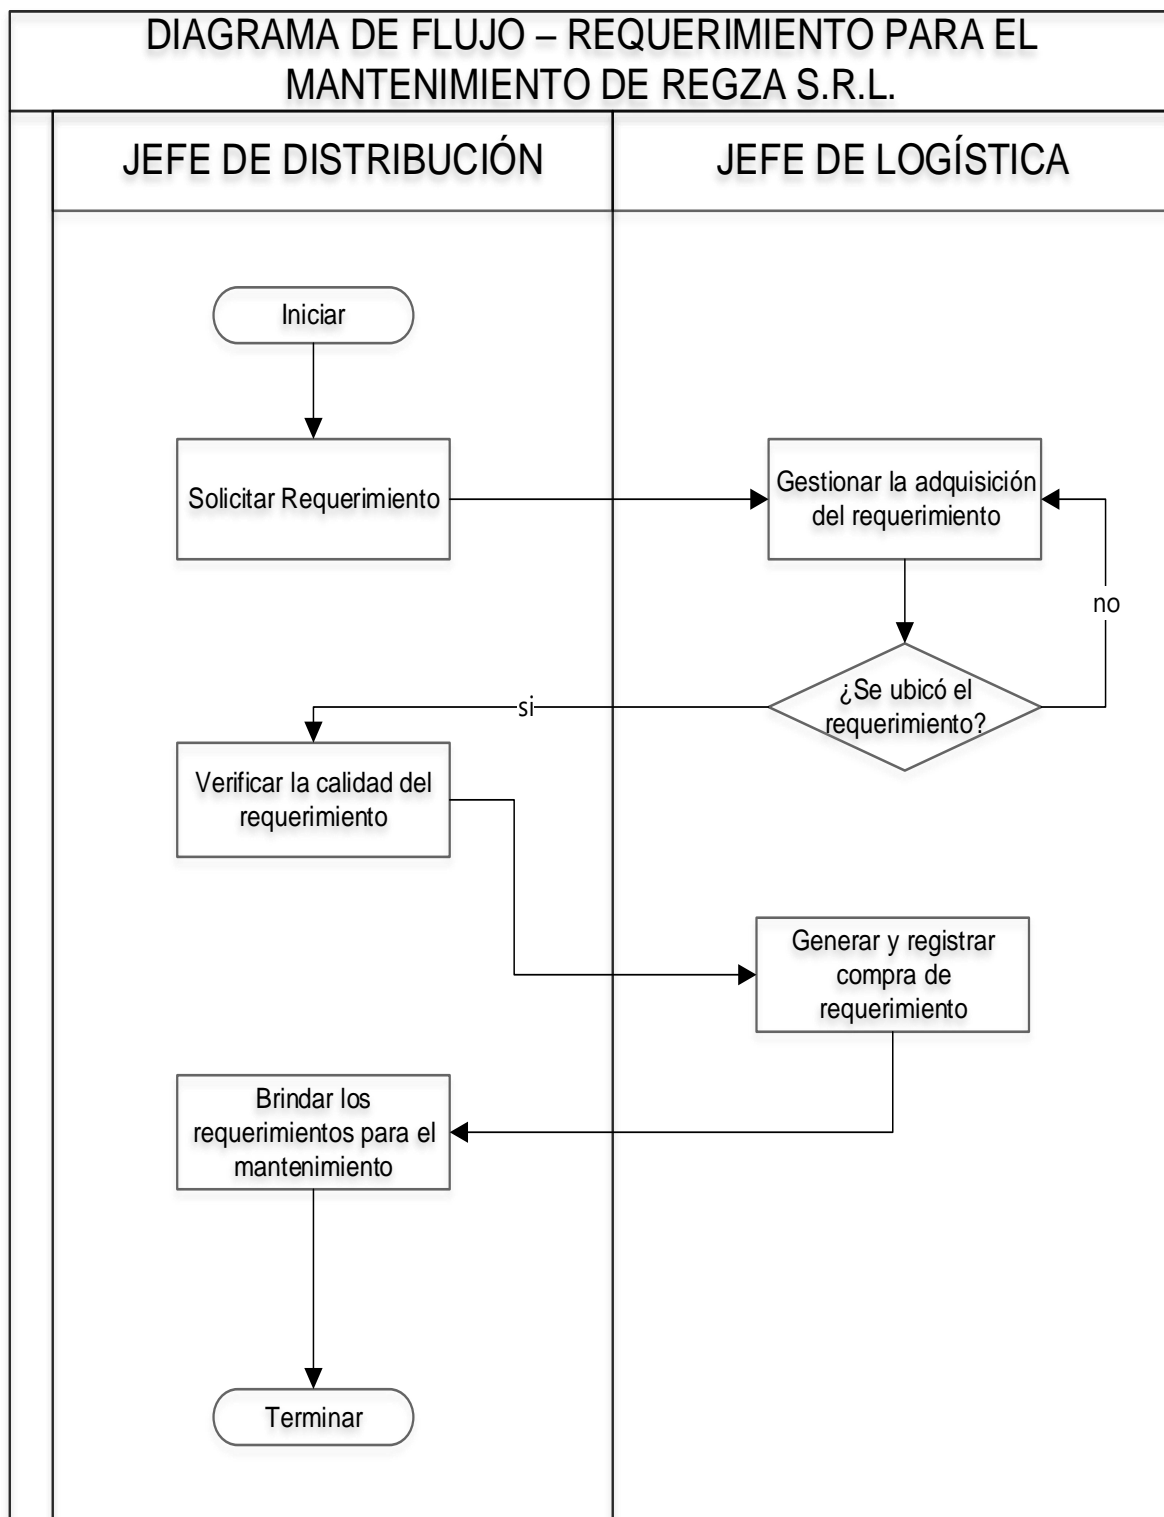 DIAGRAMA DE FLUJO – REQUERIMIENTO PARA EL
MANTENIMIENTO DE REGZA S.R.L.
JEFE DE DISTRIBUCIÓN
JEFE DE LOGÍSTICA
Iniciar
Solicitar Requerimiento
Gestionar la adquisición
del requerimiento
no
¿Se ubicó el
requerimiento?
si
Verificar la calidad del
requerimiento
Generar y registrar
compra de
requerimiento
Brindar los
requerimientos para el
mantenimiento
Terminar